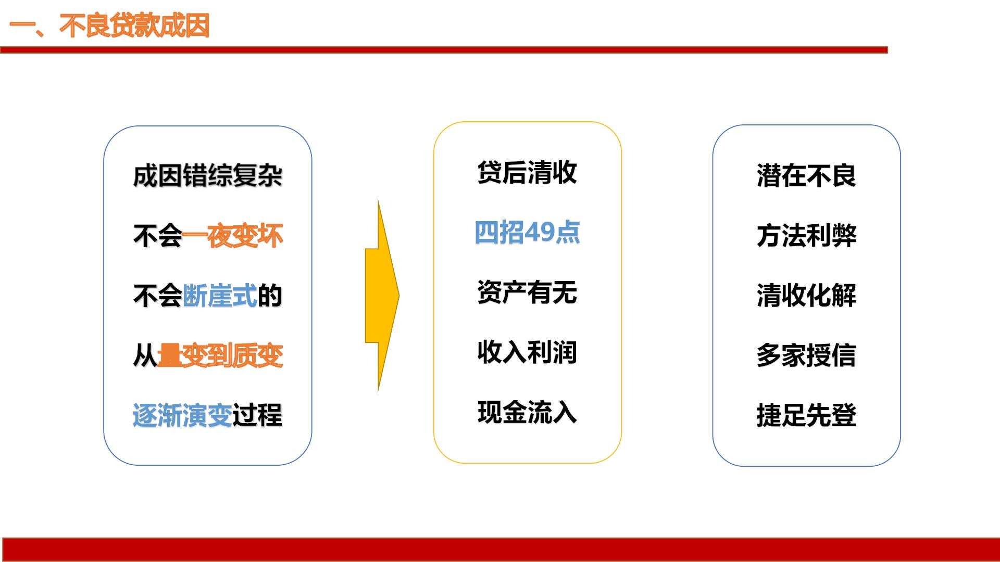 一、不良贷款成因
成因错综复杂
不会一夜变坏
不会断崖式的
从量变到质变
逐渐演变过程
贷后清收
四招49点
资产有无
收入利润
现金流入
潜在不良
方法利弊
清收化解
多家授信
捷足先登